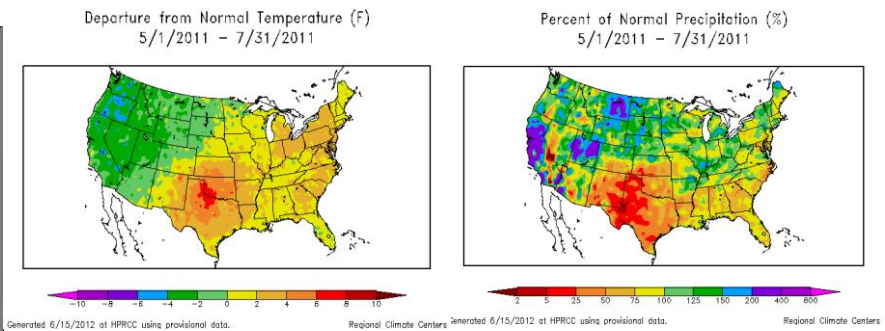 Departure from Normal Temperature (F)
5/1/2011 – 7/31/2011
-10 -8 -6 -4 -2 0 2 4 6 8 10
Generated 6/15/2012 at HPRCC using provisional data.
Regional Climate Centers
Percent of Normal Precipitation (%)
5/1/2011 – 7/31/2011
2 5 25 50 75 100 125 150 200 400 800
Generated 6/15/2012 at HPRCC using provisional data.
Regional Climate Centers